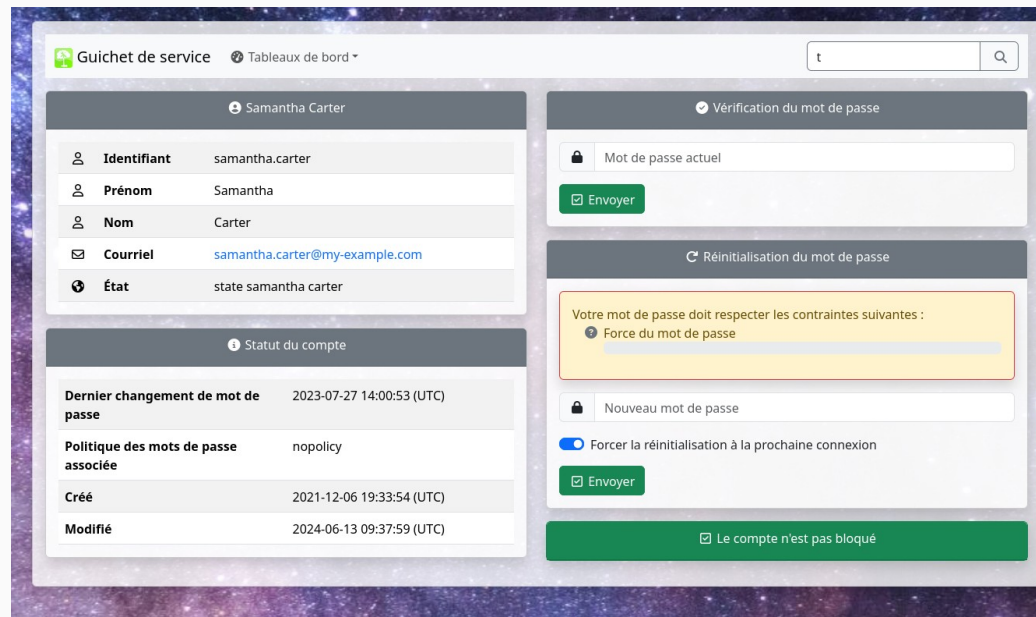 Guichet de service Tableaux de bord t
Samantha Carter
Identifiant samantha.carter
Prénom Samantha
Nom Carter
Courriel samantha.carter@my-example.com
État state samantha carter
Statut du compte
Dernier changement de mot de 2023-07-27 14:00:53 (UTC)
passe
Politique des mots de passe nopolicy
associée
Créé 2021-12-06 19:33:54 (UTC)
Modifié 2024-06-13 09:37:59 (UTC)
Vérification du mot de passe
Mot de passe actuel
Envoyer
Réinitialisation du mot de passe
Votre mot de passe doit respecter les contraintes suivantes :
Force du mot de passe
Nouveau mot de passe
Forcer la réinitialisation à la prochaine connexion
Envoyer
Le compte n'est pas bloqué